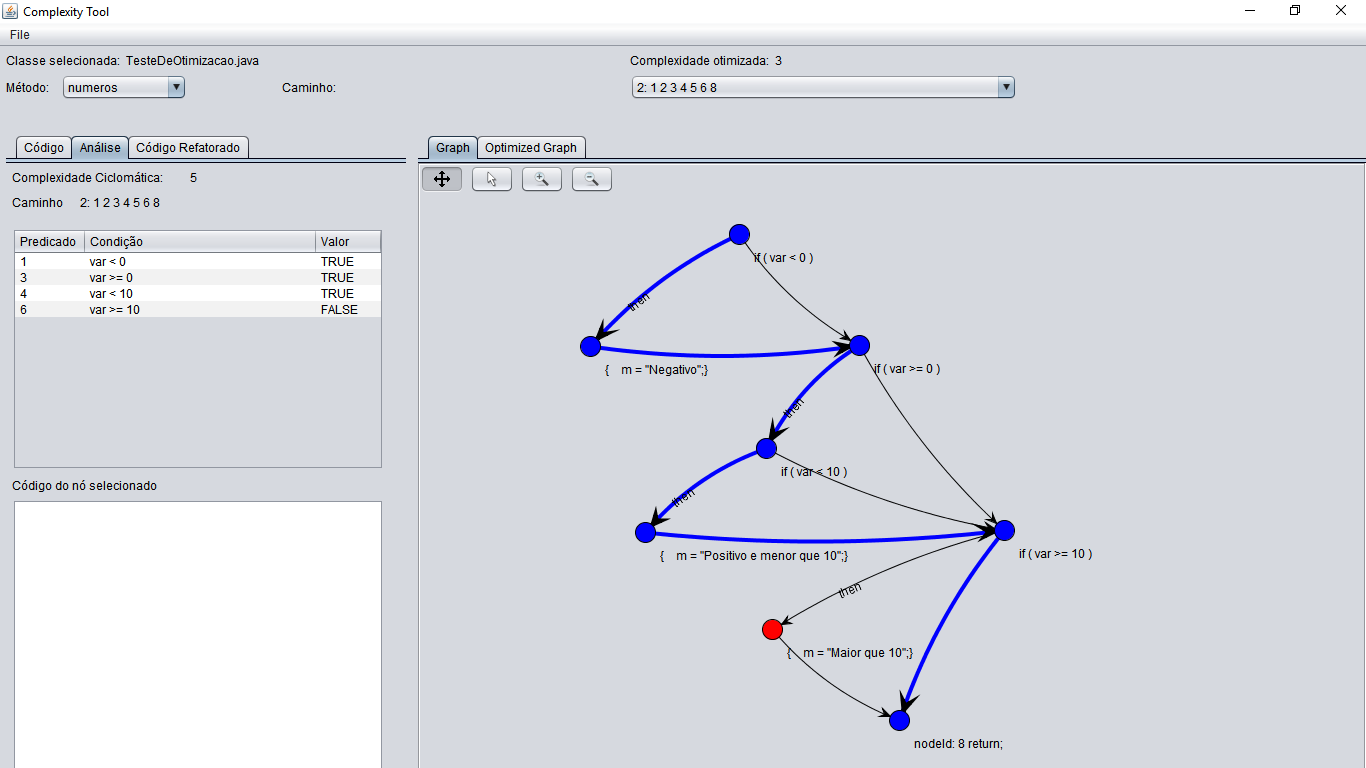 Complexity Tool
File
Classe selecionada: TesteDeOtimizacao.java
Complexidade otimizada: 3
Método: numeros
Caminho:
2: 1 2 3 4 5 6 8
Código Análise Código Refatorado
Graph Optimized Graph
Complexidade Ciclomática: 5
Caminho 2: 1 2 3 4 5 6 8
Predicado Condição Valor
1 var < 0 TRUE
3 var >= 0 TRUE
4 var < 10 TRUE
6 var >= 10 FALSE
Código do nó selecionado
if ( var < 0 )
then
{ m = "Negativo";}
if ( var >= 0 )
then
if ( var < 10 )
then
{ m = "Positivo e menor que 10";}
if ( var >= 10 )
then
{ m = "Maior que 10";}
nodeId: 8 return;